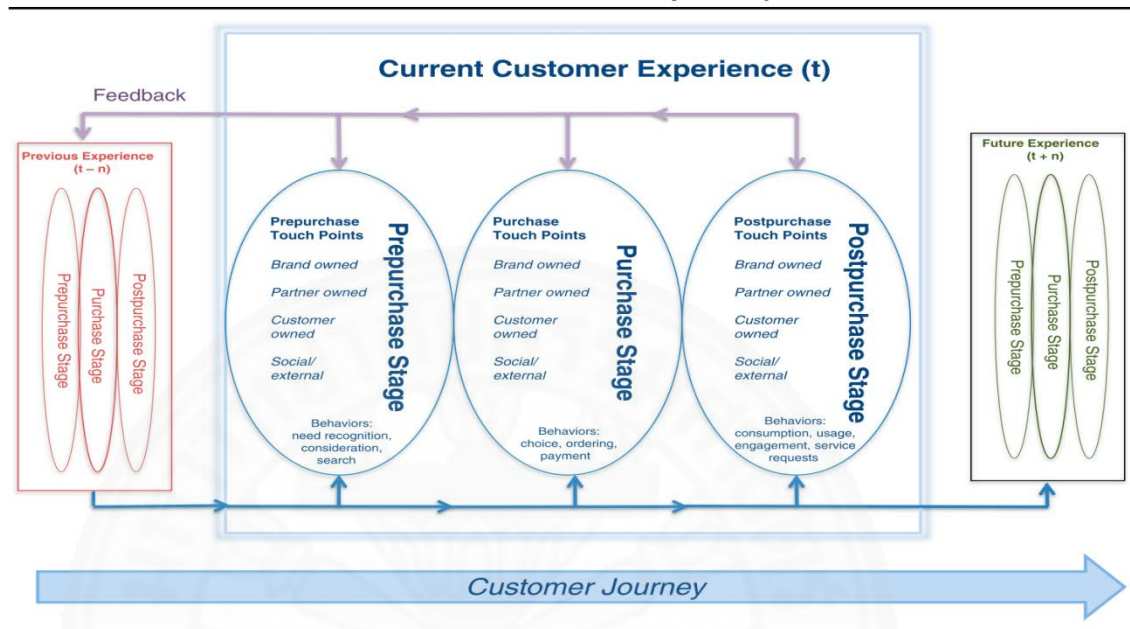 Current Customer Experience (t)
Feedback
Previous Experience
(t – n)
Prepurchase Stage
Purchase Stage
Postpurchase Stage
Prepurchase
Touch Points
Brand owned
Partner owned
Customer
owned
Social/
external
Prepurchase Stage
Behaviors:
need recognition,
consideration,
search
Purchase
Touch Points
Brand owned
Partner owned
Customer
owned
Social/
external
Purchase Stage
Behaviors:
choice, ordering,
payment
Postpurchase
Touch Points
Brand owned
Partner owned
Customer
owned
Social/
external
Postpurchase Stage
Behaviors:
consumption, usage,
engagement, service
requests
Future Experience
(t + n)
Prepurchase Stage
Purchase Stage
Postpurchase Stage
Customer Journey